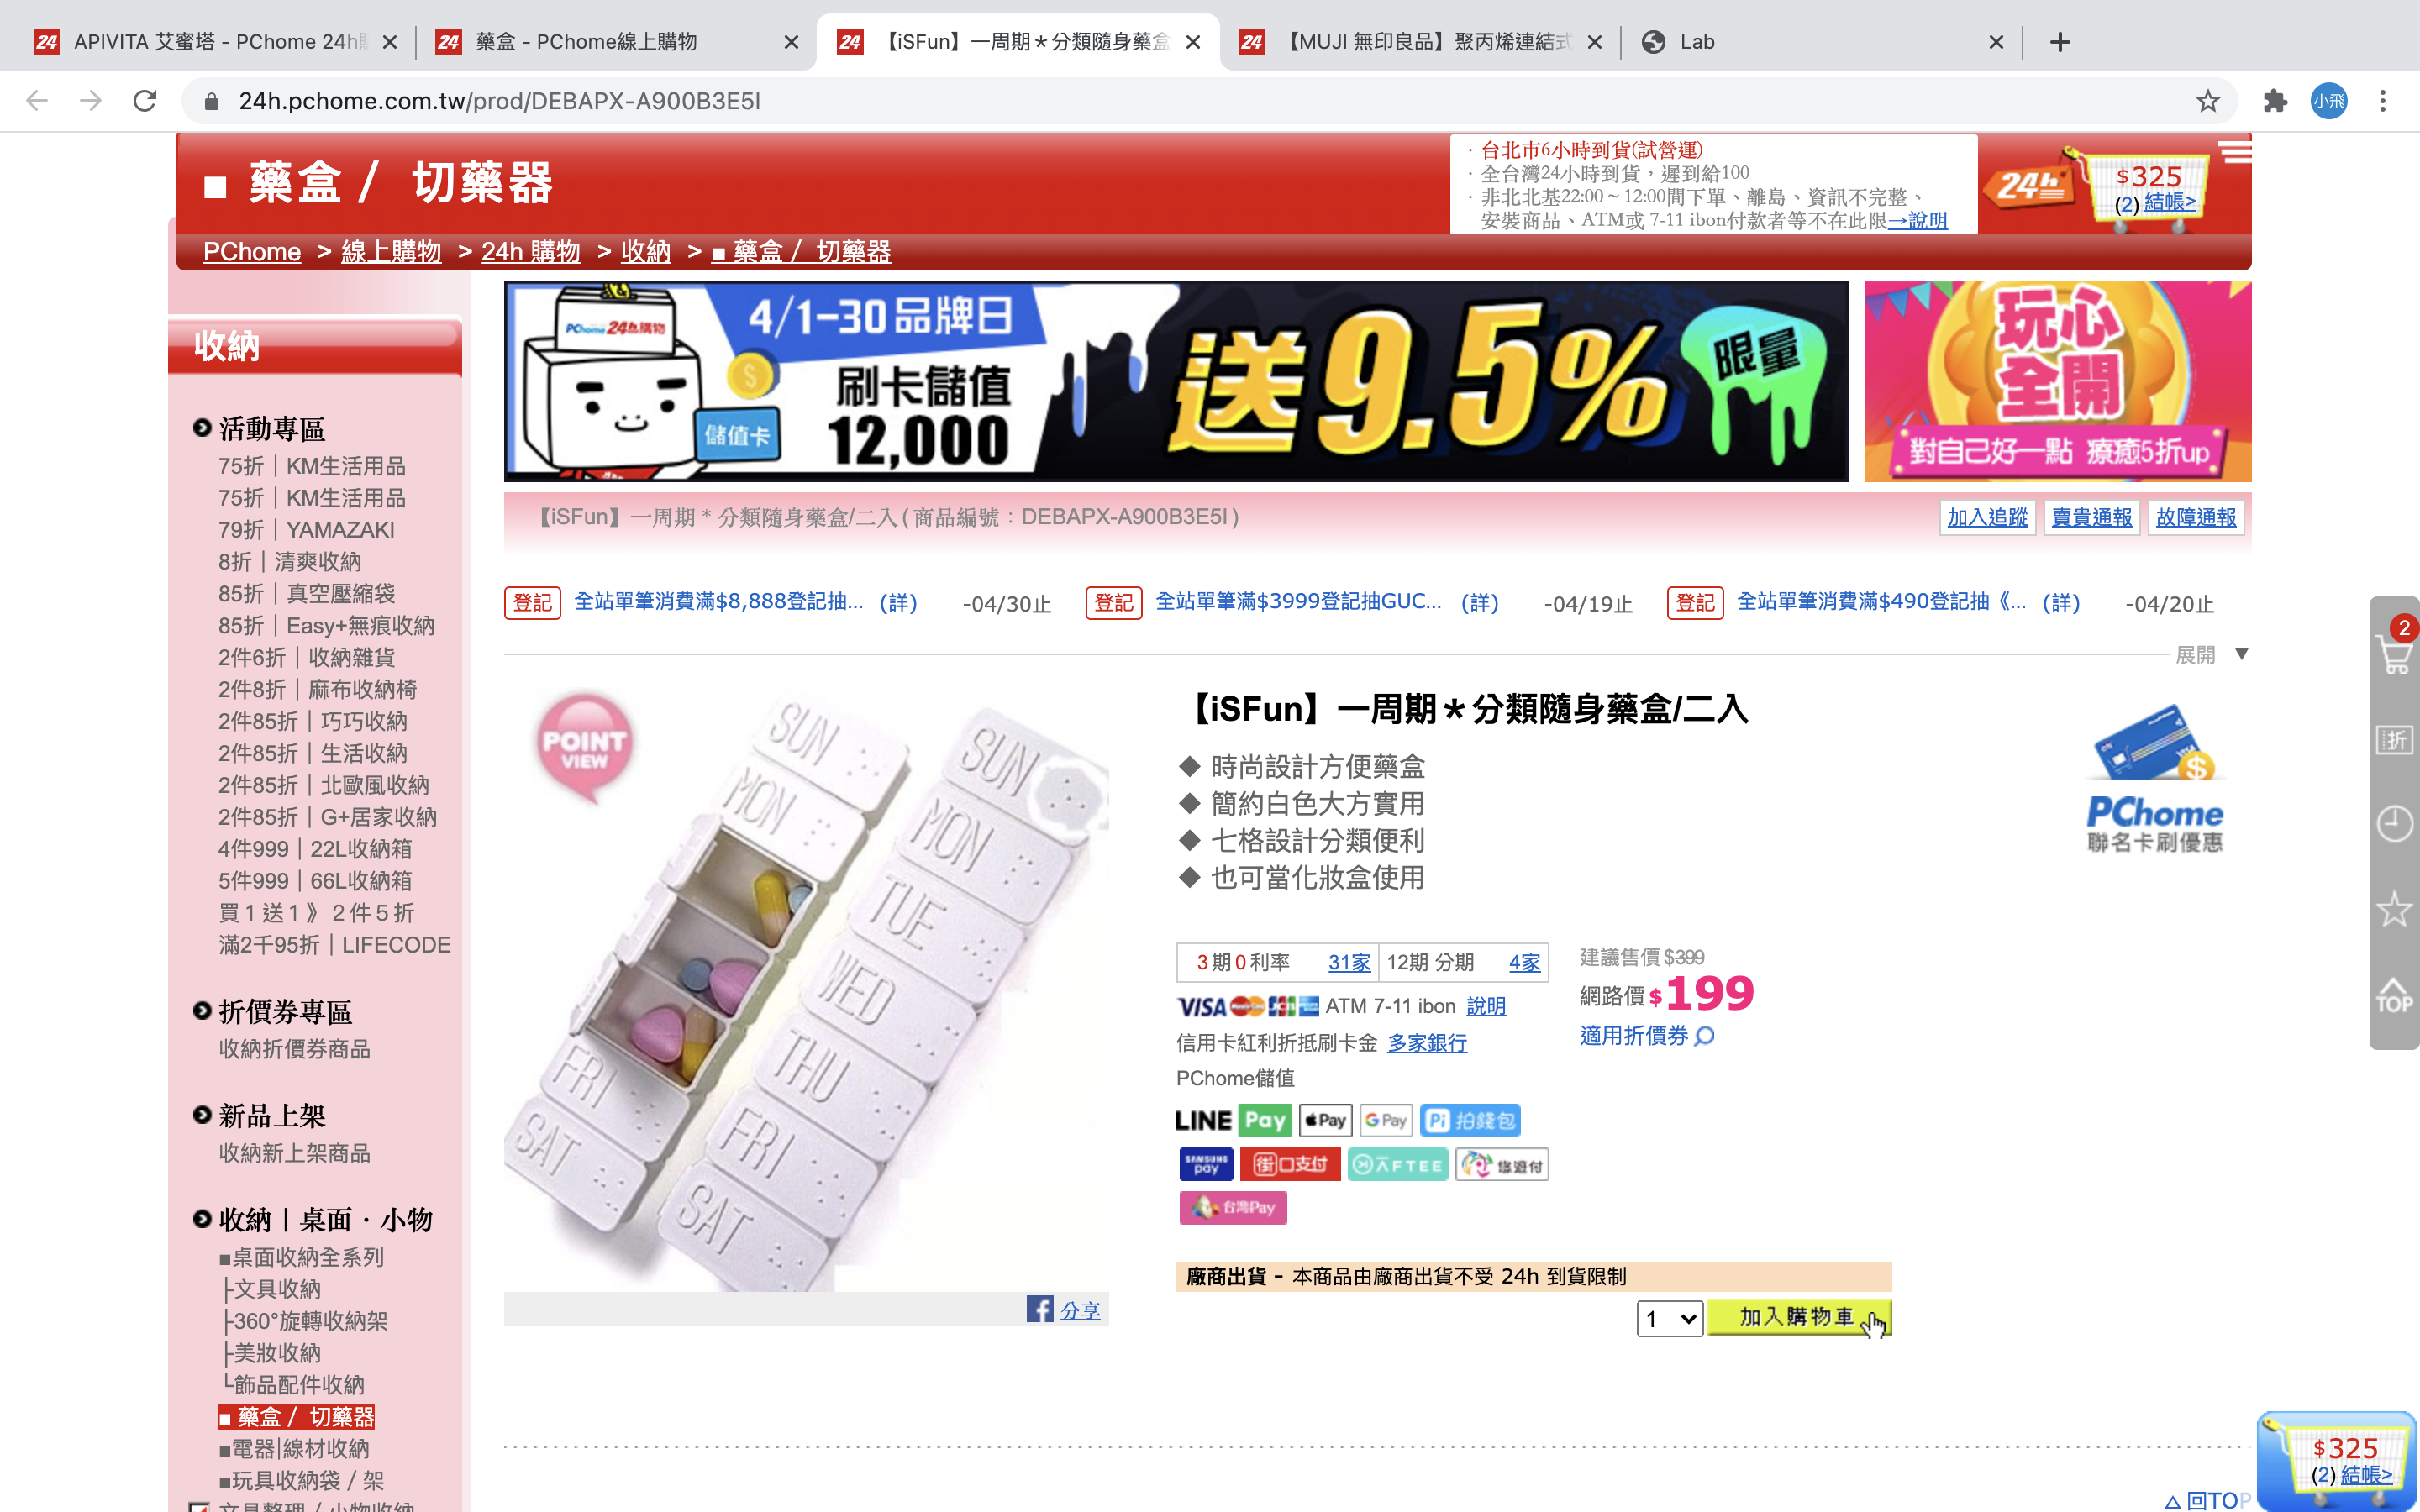 24 APIVITA 艾蜜塔 - PChome 24h
24 藥盒 - PChome線上購物
24 【iSFun】一周期＊分類隨身藥盒
24 【MUJI 無印良品】聚丙烯連結式
Lab
24h.pchome.com.tw/prod/DEBAPX-A900B3E5I
小飛
■ 藥盒 / 切藥器
· 台北市6小時到貨(試營運)
· 全台灣24小時到貨，遲到給100
· 非北北基22:00～12:00間下單、離島、資訊不完整、
安裝商品、ATM或 7-11 ibon付款者等不在此限→說明
24h
$325
(2) 結帳>
PChome > 線上購物 > 24h 購物 > 收納 > ■ 藥盒 / 切藥器
收納
活動專區
75折｜KM生活用品
75折｜KM生活用品
79折｜YAMAZAKI
8折｜清爽收納
85折｜真空壓縮袋
85折｜Easy+無痕收納
2件6折｜收納雜貨
2件8折｜麻布收納椅
2件85折｜巧巧收納
2件85折｜生活收納
2件85折｜北歐風收納
2件85折｜G+居家收納
4件999｜22L收納箱
5件999｜66L收納箱
買１送１》２件５折
滿2千95折｜LIFECODE
折價券專區
收納折價券商品
新品上架
收納新上架商品
收納｜桌面．小物
■桌面收納全系列
├文具收納
├360°旋轉收納架
├美妝收納
└飾品配件收納
■ 藥盒 / 切藥器
■電器|線材收納
■玩具收納袋 / 架
文具整理 / 小物收納
PChome 24h購物
4/1-30品牌日
儲值卡
刷卡儲值
12,000
送9.5%
限量
玩心
全開
對自己好一點 療癒5折up
【iSFun】一周期＊分類隨身藥盒/二入 ( 商品編號：DEBAPX-A900B3E5I )
加入追蹤
賣貴通報
故障通報
登記 全站單筆消費滿$8,888登記抽... (詳) -04/30止
登記 全站單筆滿$3999登記抽GUC... (詳) -04/19止
登記 全站單筆消費滿$490登記抽《... (詳) -04/20止
展開 ▼
POINT
VIEW
SUN
MON
FRI
SAT
SUN
MON
TUE
WED
THU
FRI
SAT
f 分享
【iSFun】一周期＊分類隨身藥盒/二入
◆ 時尚設計方便藥盒
◆ 簡約白色大方實用
◆ 七格設計分類便利
◆ 也可當化妝盒使用
PChome
聯名卡刷優惠
3期0利率 31家 12期 分期 4家
VISA JCB ATM 7-11 ibon 說明
信用卡紅利折抵刷卡金 多家銀行
PChome儲值
LINE Pay Pay G Pay Pi 拍錢包
SAMSUNG pay 街口支付 AFTEE 悠遊付
台灣Pay
建議售價$399
網路價$199
適用折價券
廠商出貨 - 本商品由廠商出貨不受 24h 到貨限制
1 加入購物車
2
折
TOP
$325
(2) 結帳>
△ 回TOP